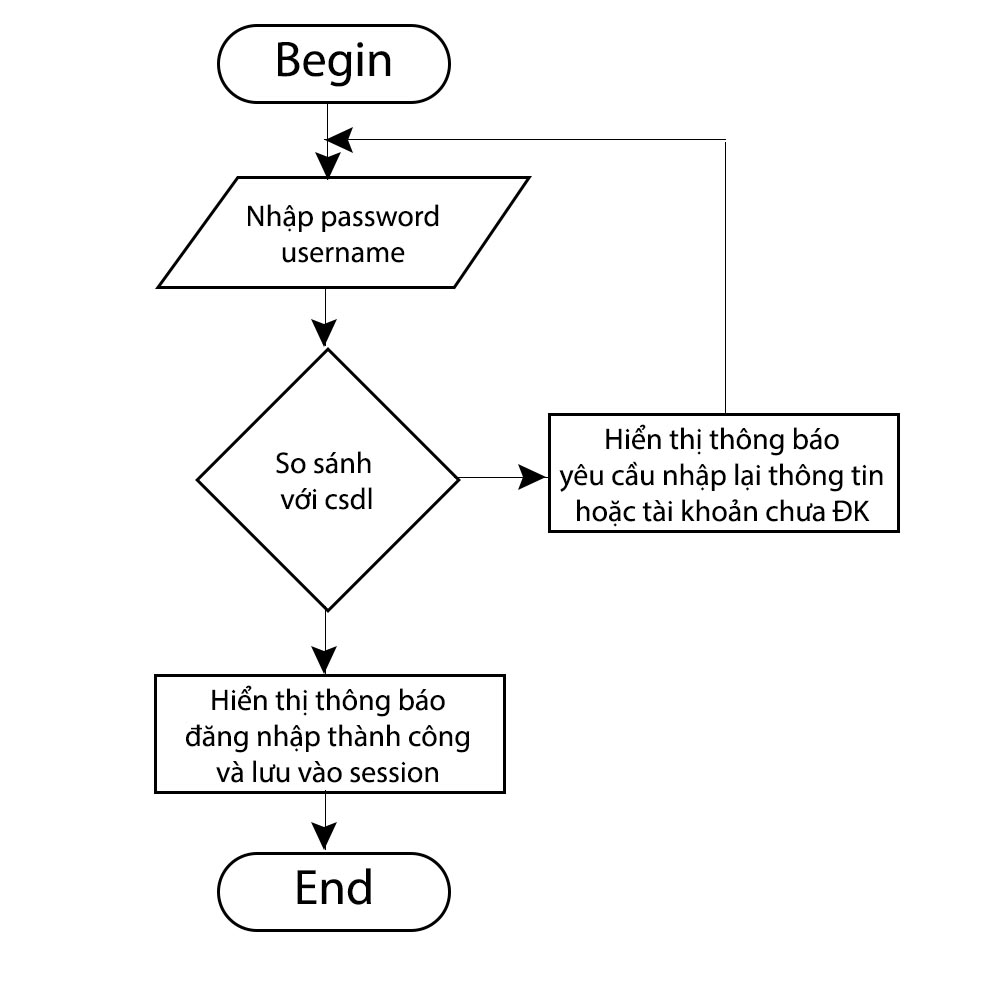 Begin
Nhập password
username
So sánh
với csdl
Hiển thị thông báo
yêu cầu nhập lại thông tin
hoặc tài khoản chưa ĐK
Hiển thị thông báo
đăng nhập thành công
và lưu vào session
End